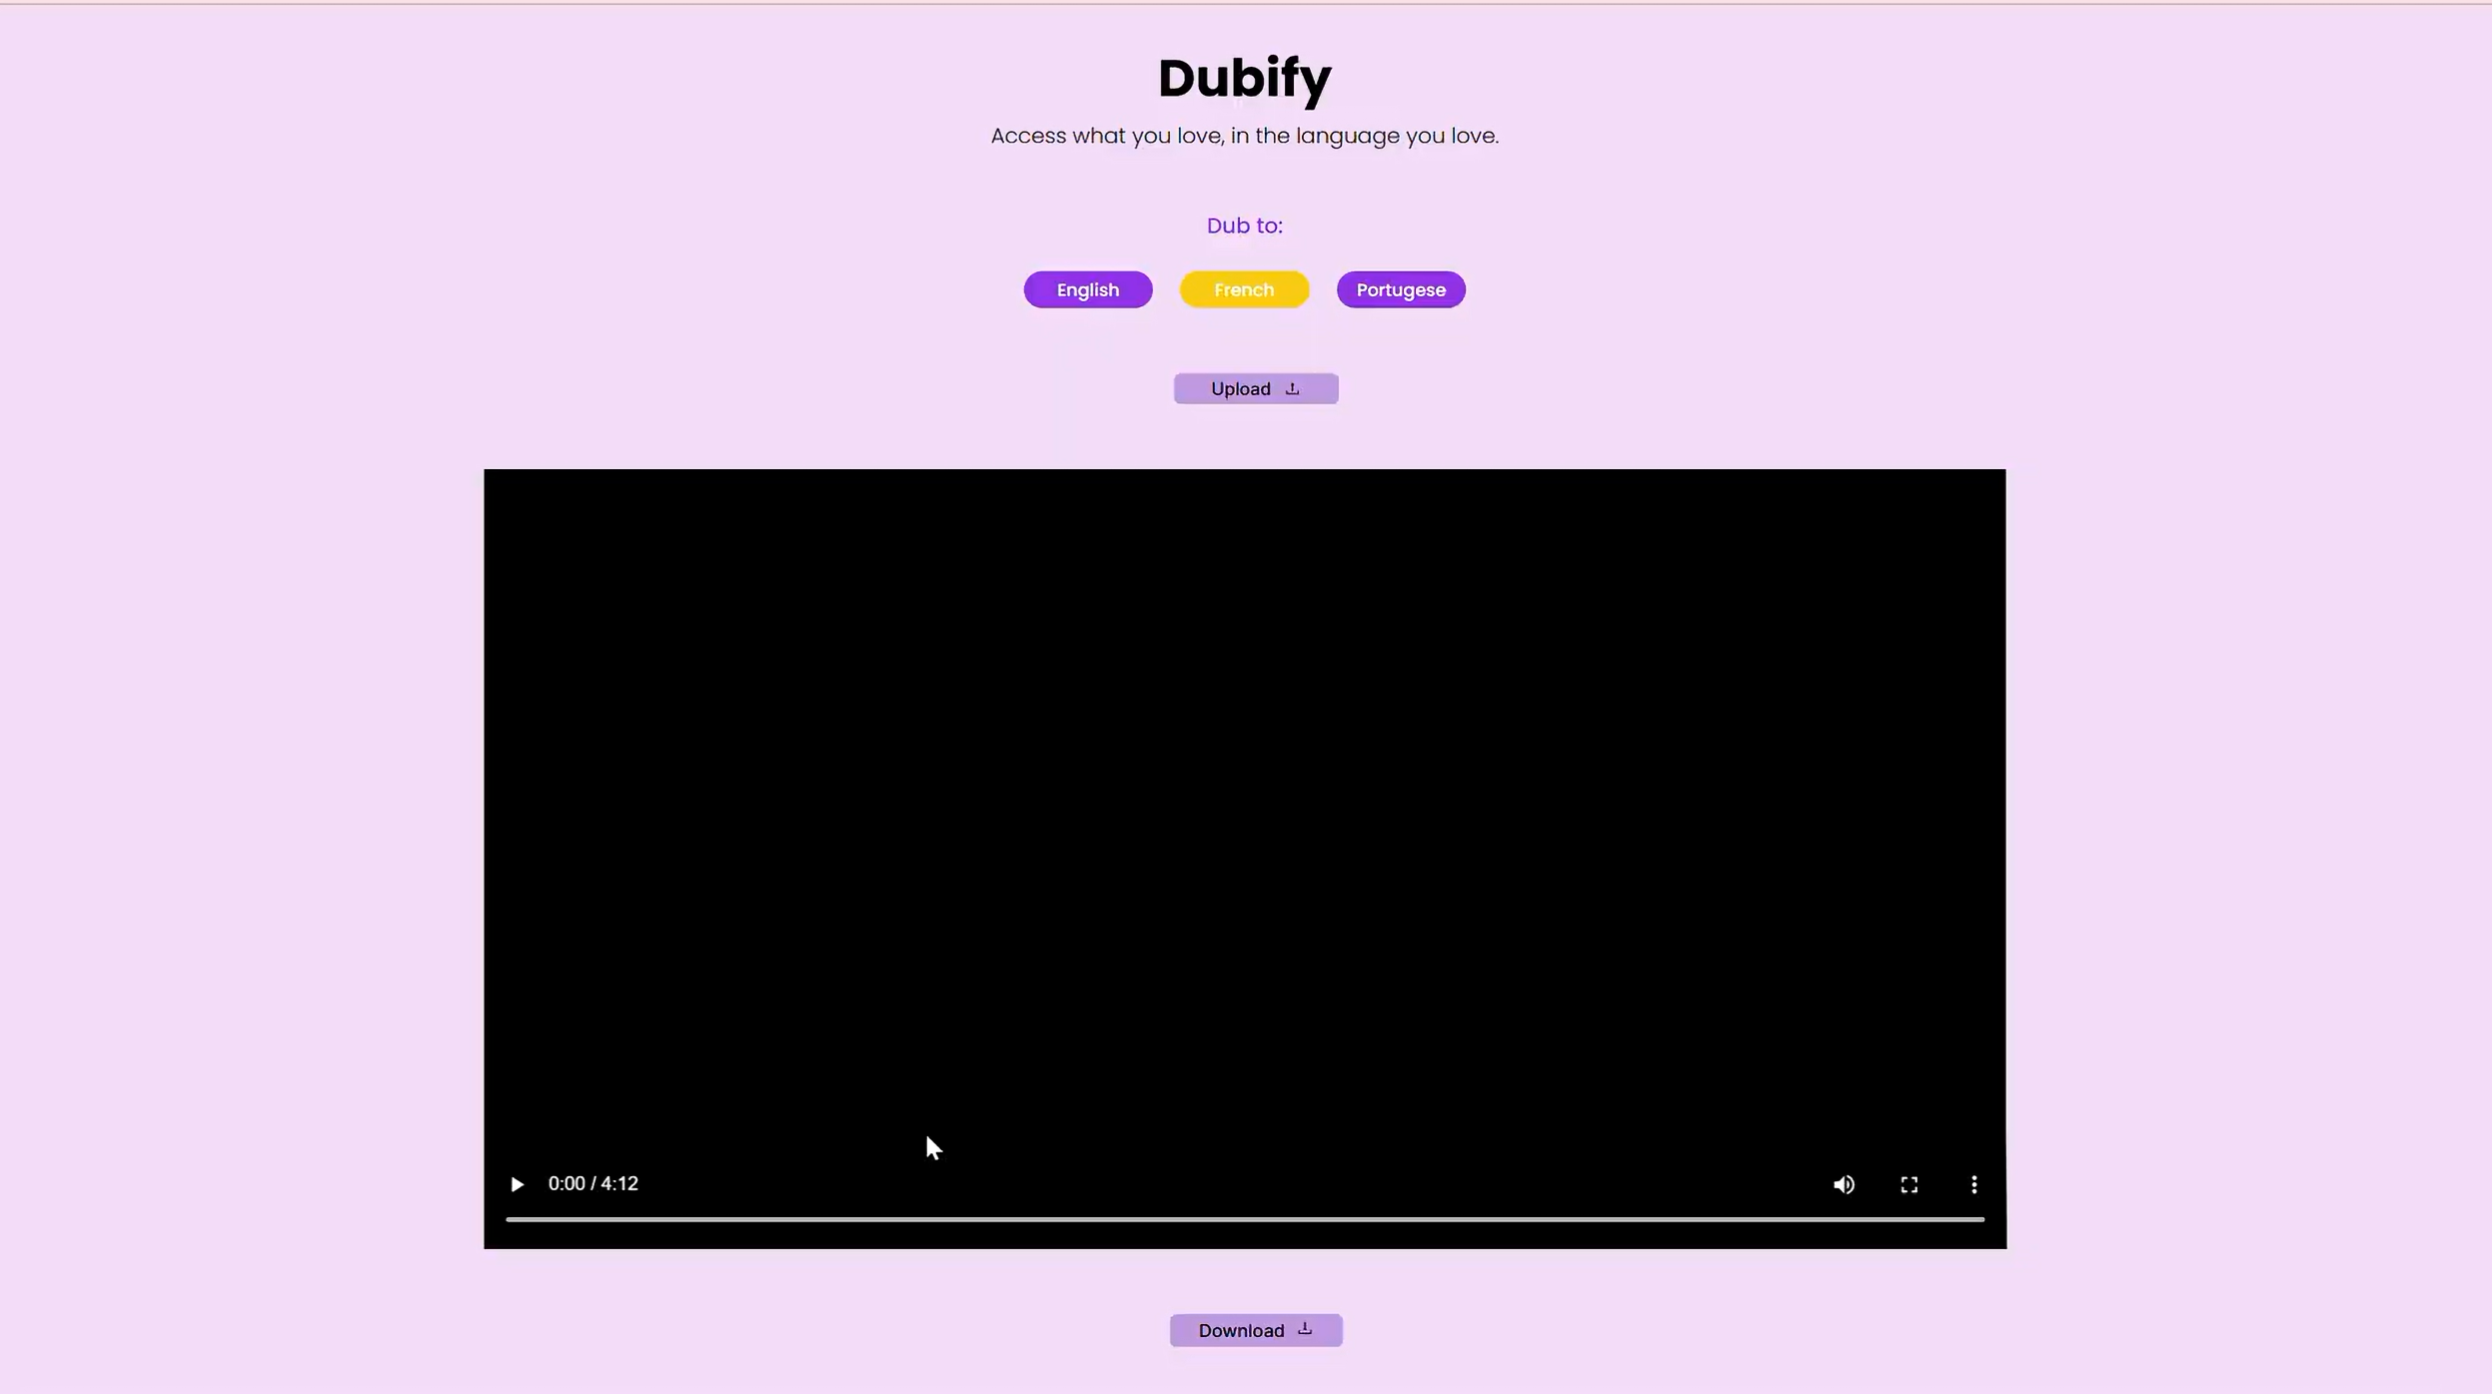 Dubify
Access what you love, in the language you love.
Dub to:
English French Portugese
Upload
0:00 / 4:12
Download